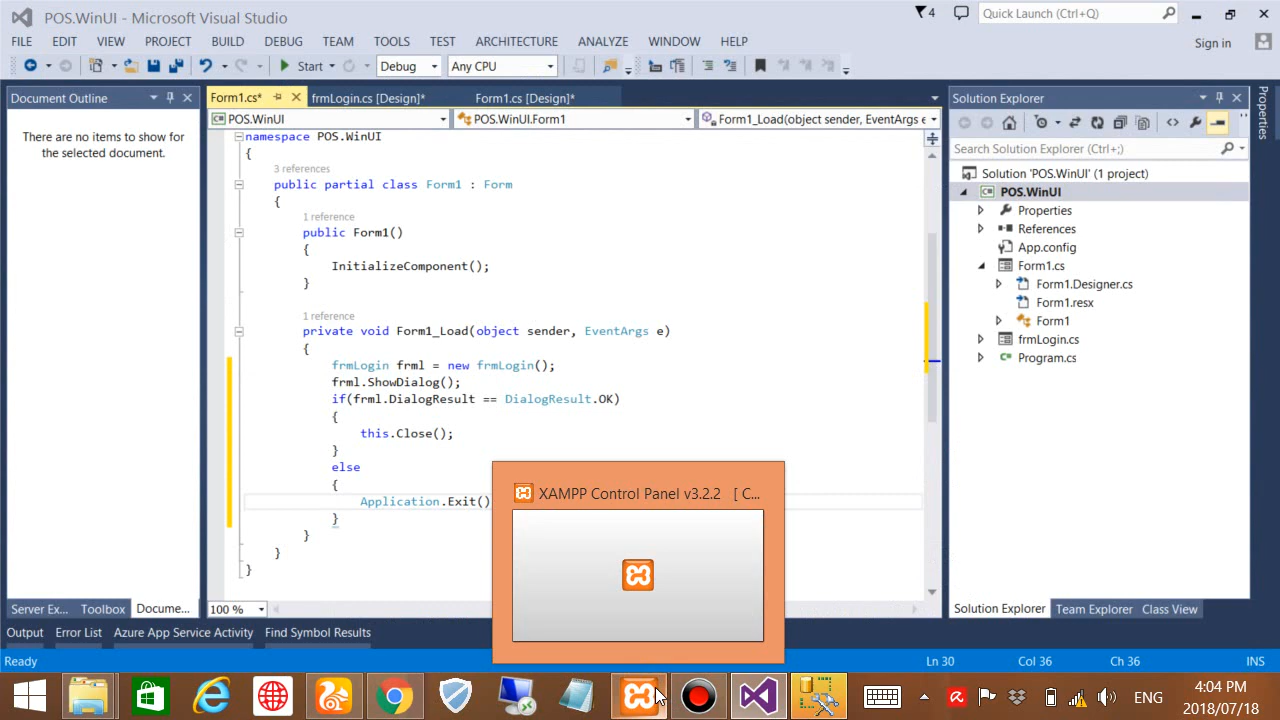 POS.WinUI - Microsoft Visual Studio
4
Quick Launch (Ctrl+Q)
FILE EDIT VIEW PROJECT BUILD DEBUG TEAM TOOLS TEST ARCHITECTURE ANALYZE WINDOW HELP
Sign in
Start Debug Any CPU
Document Outline
There are no items to show for
the selected document.
Form1.cs* frmLogin.cs [Design]* Form1.cs [Design]*
POS.WinUI POS.WinUI.Form1 Form1_Load(object sender, EventArgs e
namespace POS.WinUI
{
3 references
public partial class Form1 : Form
{
1 reference
public Form1()
{
InitializeComponent();
}
1 reference
private void Form1_Load(object sender, EventArgs e)
{
frmLogin frml = new frmLogin();
frml.ShowDialog();
if(frml.DialogResult == DialogResult.OK)
{
this.Close();
}
else
{
Application.Exit()
}
}
}
}
100 %
Solution Explorer
Search Solution Explorer (Ctrl+;)
Solution 'POS.WinUI' (1 project)
POS.WinUI
Properties
References
App.config
Form1.cs
Form1.Designer.cs
Form1.resx
Form1
frmLogin.cs
Program.cs
Properties
XAMPP Control Panel v3.2.2 [ C...
Server Ex... Toolbox Docume...
Solution Explorer Team Explorer Class View
Output Error List Azure App Service Activity Find Symbol Results
Ready Ln 30 Col 36 Ch 36 INS
ENG
4:04 PM
2018/07/18